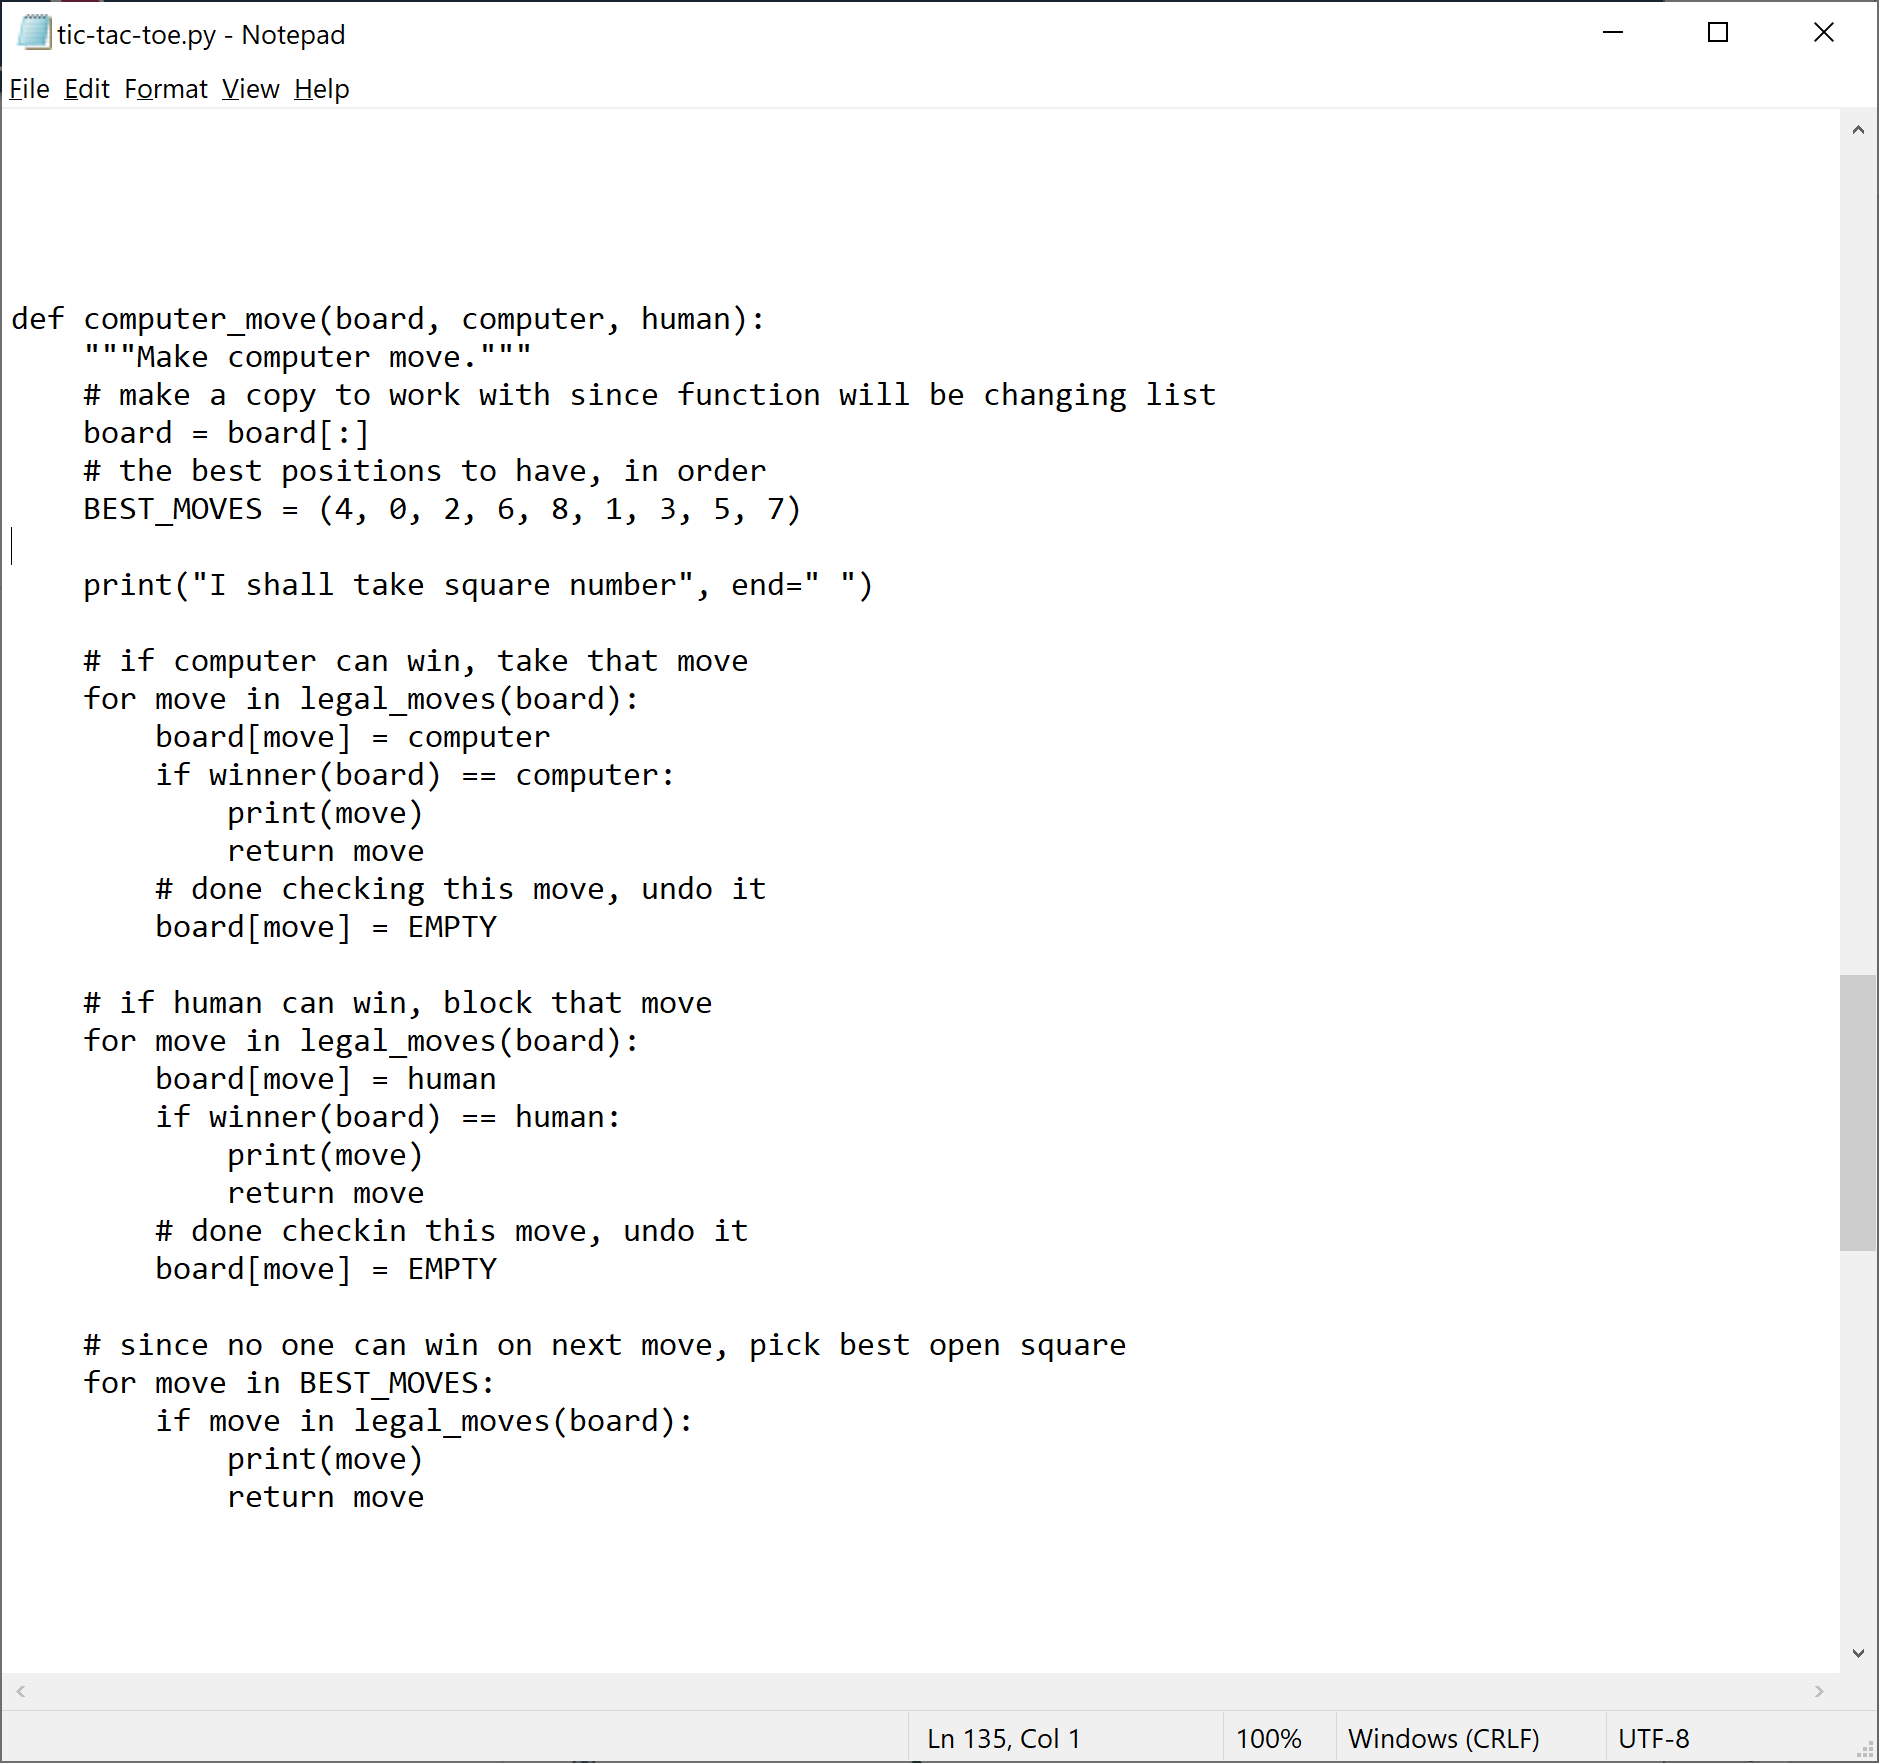 tic-tac-toe.py - Notepad
File Edit Format View Help
def computer_move(board, computer, human):
    """Make computer move."""
    # make a copy to work with since function will be changing list
    board = board[:]
    # the best positions to have, in order
    BEST_MOVES = (4, 0, 2, 6, 8, 1, 3, 5, 7)

    print("I shall take square number", end=" ")

    # if computer can win, take that move
    for move in legal_moves(board):
        board[move] = computer
        if winner(board) == computer:
            print(move)
            return move
        # done checking this move, undo it
        board[move] = EMPTY

    # if human can win, block that move
    for move in legal_moves(board):
        board[move] = human
        if winner(board) == human:
            print(move)
            return move
        # done checkin this move, undo it
        board[move] = EMPTY

    # since no one can win on next move, pick best open square
    for move in BEST_MOVES:
        if move in legal_moves(board):
            print(move)
            return move
Ln 135, Col 1 100% Windows (CRLF) UTF-8